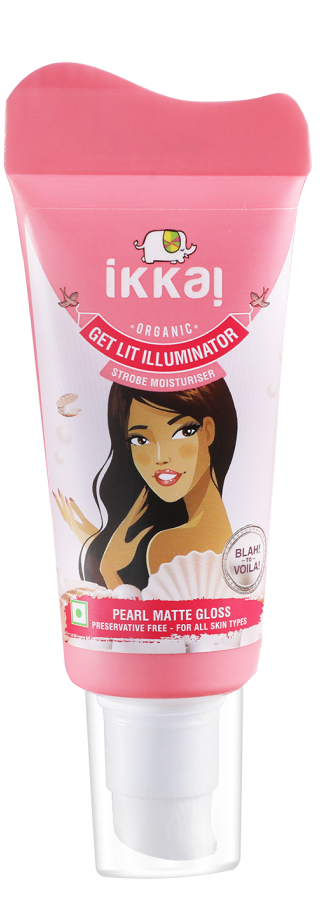 ikkai
ORGANIC
GET LIT ILLUMINATOR
STROBE MOISTURISER
BLAH!
TO
VOILA!
PEARL MATTE GLOSS
PRESERVATIVE FREE - FOR ALL SKIN TYPES